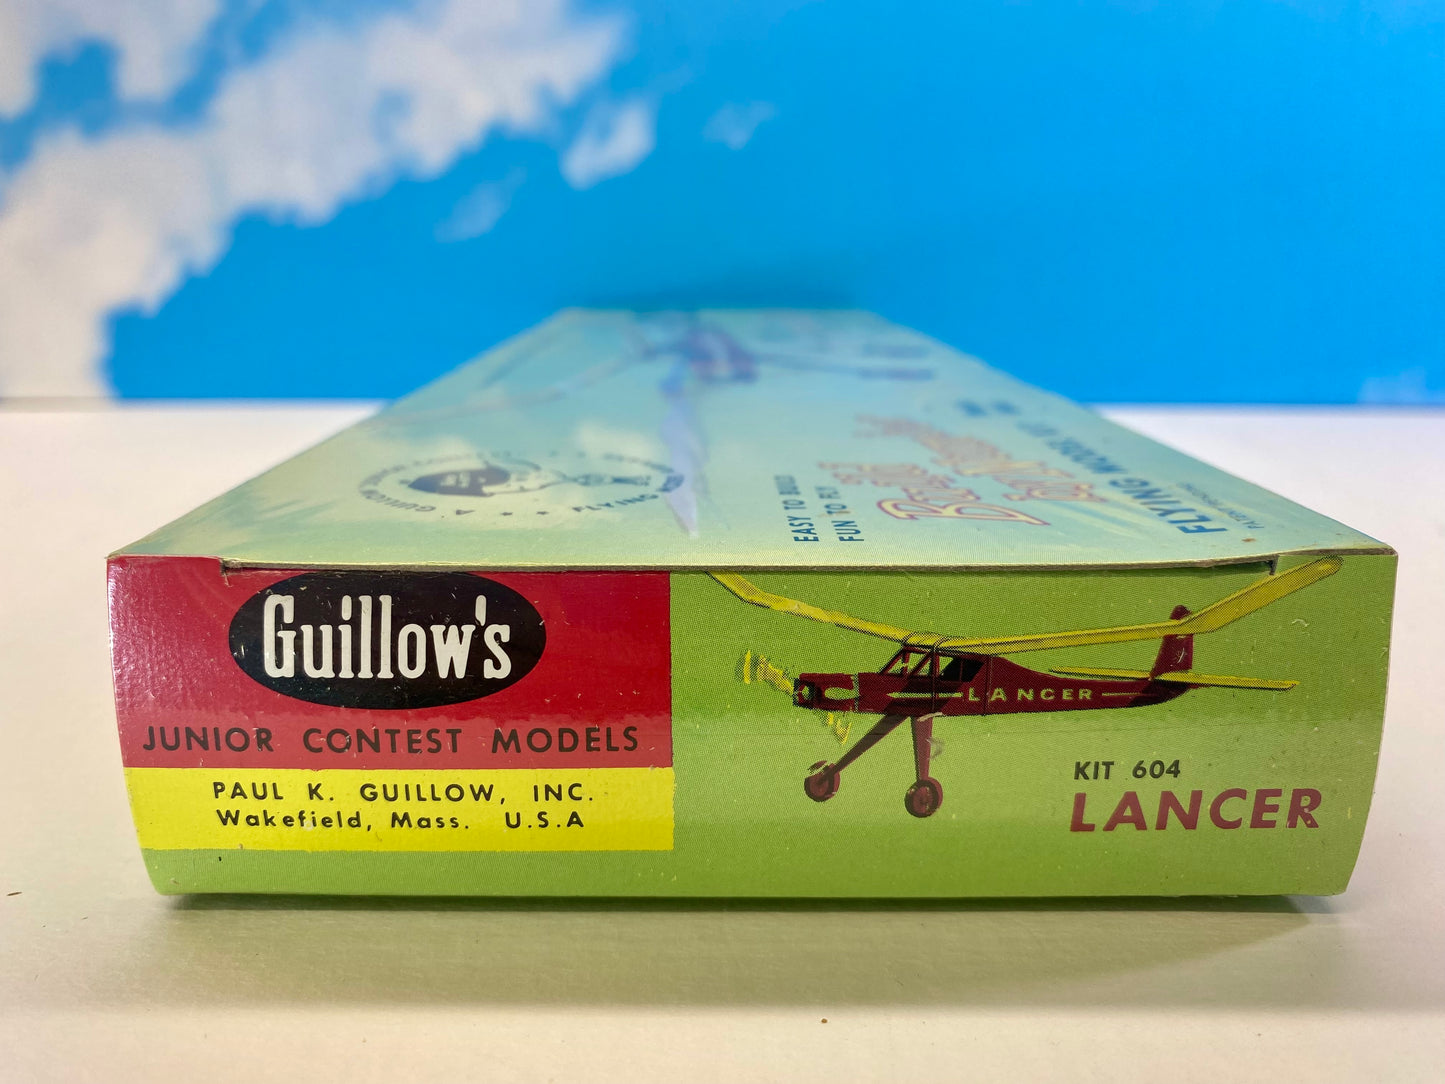 EASY TO BUILD
FUN TO FLY
FLYING MODEL
Guillow's
JUNIOR CONTEST MODELS
PAUL K. GUILLOW, INC.
Wakefield, Mass. U.S.A
LANCER
KIT 604
LANCER